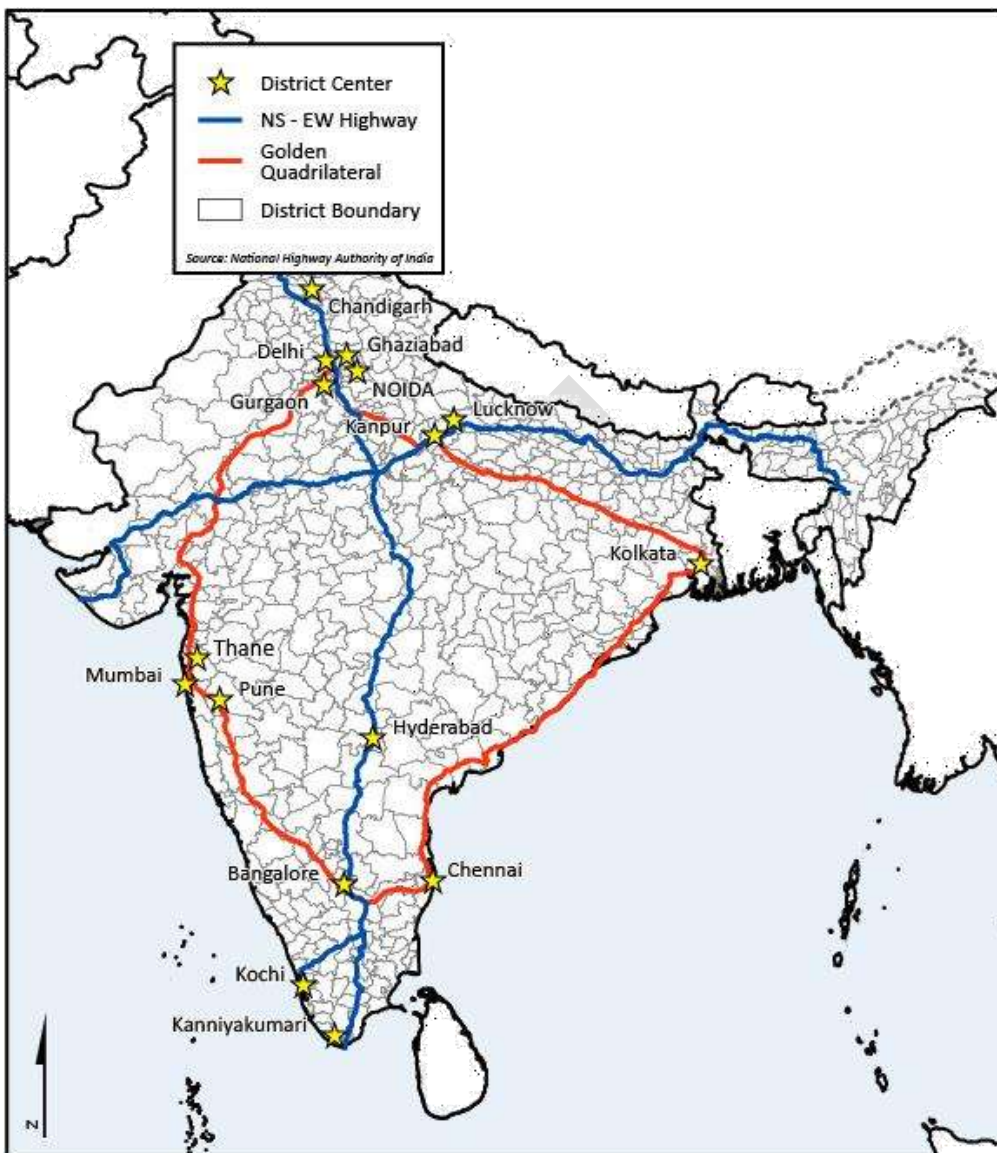 District Center
NS - EW Highway
Golden
Quadrilateral
District Boundary
Source: National Highway Authority of India
Chandigarh
Delhi
Ghaziabad
Gurgaon
NOIDA
Lucknow
Kanpur
Kolkata
Thane
Mumbai
Pune
Hyderabad
Bangalore
Chennai
Kochi
Kanniyakumari
N